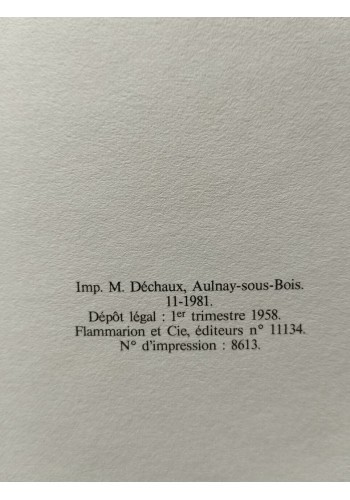 Imp. M. Déchaux, Aulnay-sous-Bois.
11-1981.
Dépôt légal : 1er trimestre 1958.
Flammarion et Cie, éditeurs n° 11134.
N° d'impression : 8613.